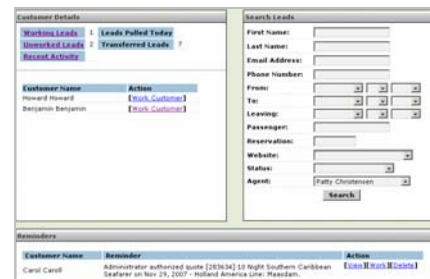 Customer Details
Working Leads 1 Leads Pulled Today
Unworked Leads 2 Transferred Leads 7
Recent Activity
Customer Name Action
Howard Howard [Work Customer]
Benjamin Benjamin [Work Customer]
Search Leads
First Name:
Last Name:
Email Address:
Phone Number:
From:
To:
Leaving:
Passenger:
Reservation:
Website:
Status:
Agent: Patty Christensen
Search
Reminders
Customer Name Reminder Action
Carol Caroll Administrator authorized quote [283634] 10 Night Southern Caribbean [View][Work][Delete]
Seafarer on Nov 29, 2007 - Holland America Line: Maasdam.